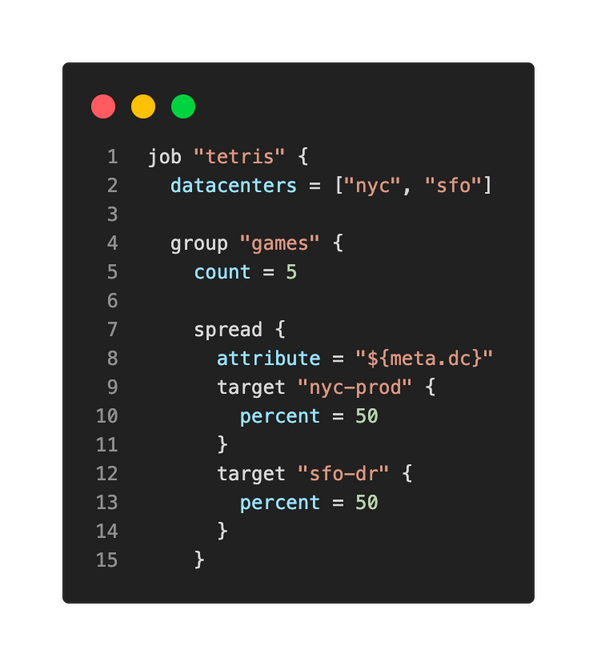 1 job "tetris" {
2   datacenters = ["nyc", "sfo"]
3
4   group "games" {
5     count = 5
6
7     spread {
8       attribute = "${meta.dc}"
9       target "nyc-prod" {
10         percent = 50
11       }
12       target "sfo-dr" {
13         percent = 50
14       }
15     }